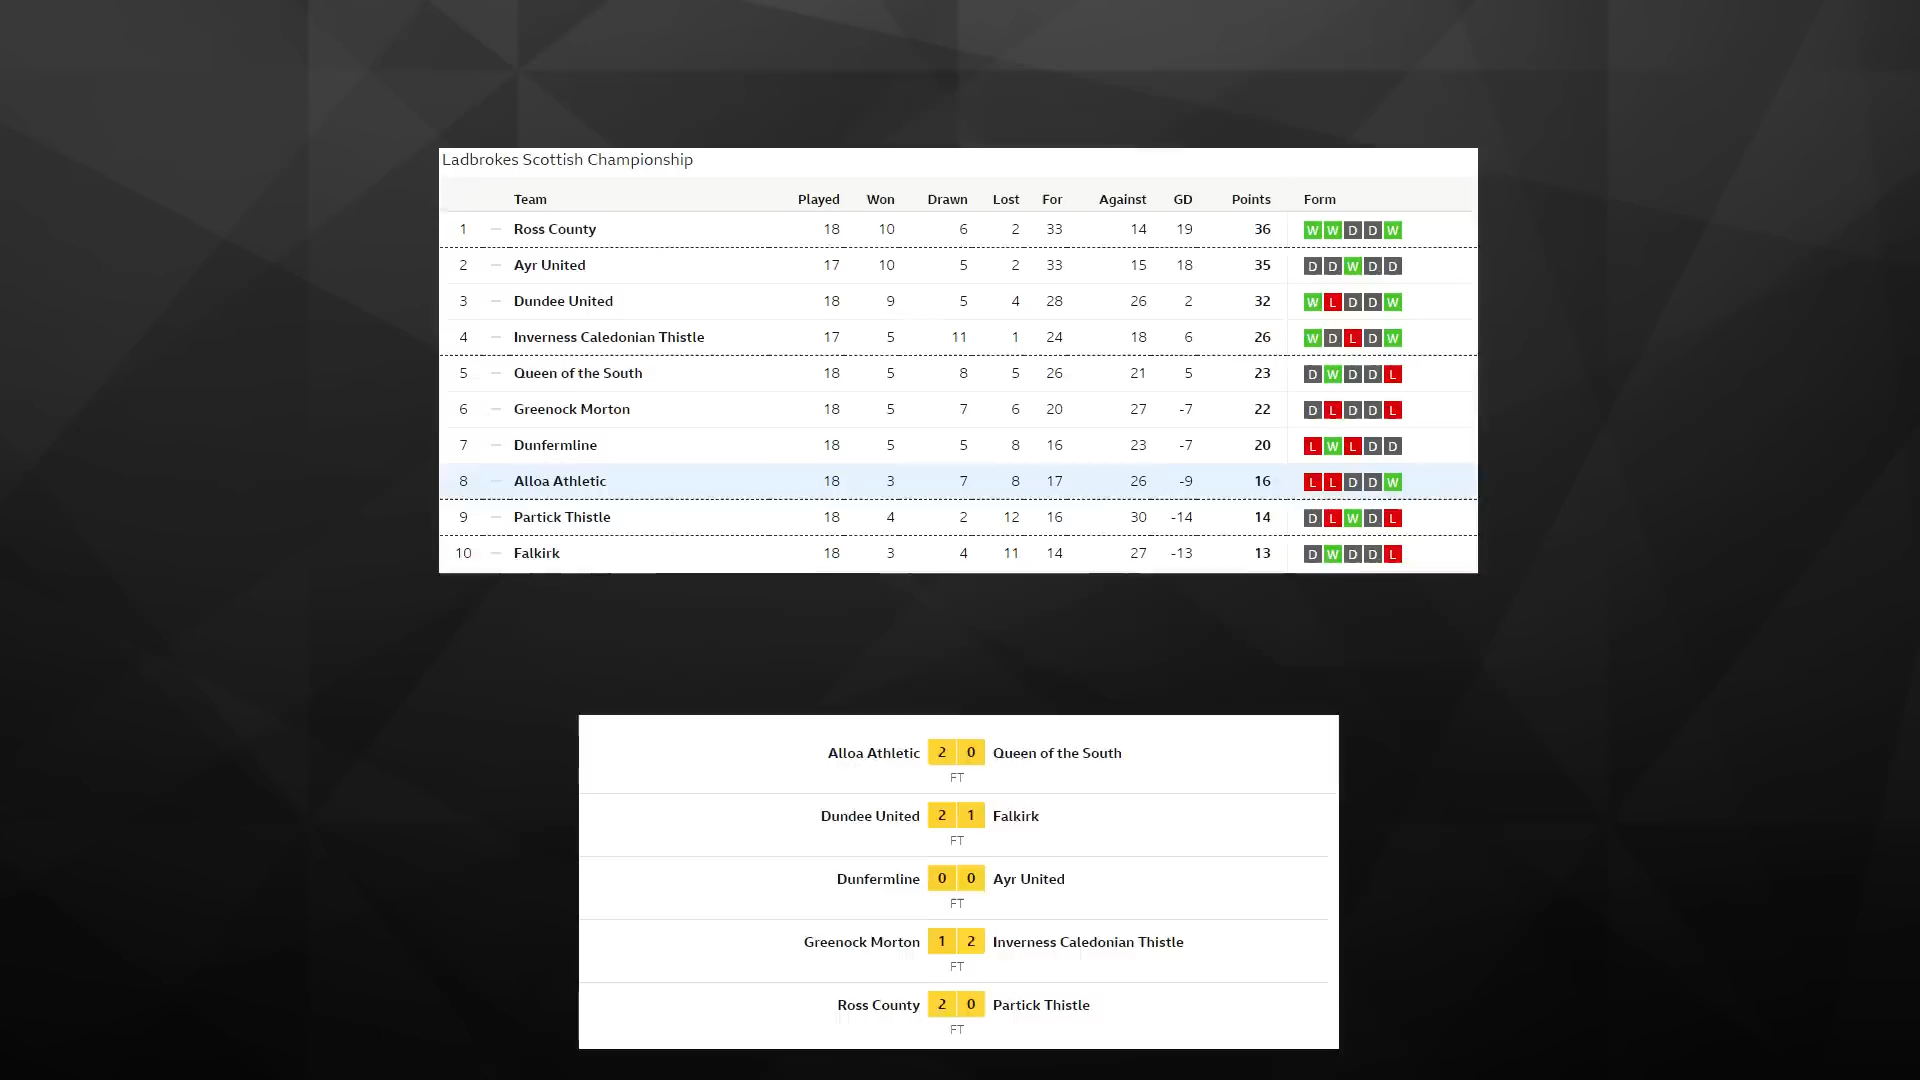 Ladbrokes Scottish Championship
Team Played Won Drawn Lost For Against GD Points Form
1 Ross County 18 10 6 2 33 14 19 36 W W D D W
2 Ayr United 17 10 5 2 33 15 18 35 D D W D D
3 Dundee United 18 9 5 4 28 26 2 32 W L D D W
4 Inverness Caledonian Thistle 17 5 11 1 24 18 6 26 W D L D W
5 Queen of the South 18 5 8 5 26 21 5 23 D W D D L
6 Greenock Morton 18 5 7 6 20 27 -7 22 D L D D L
7 Dunfermline 18 5 5 8 16 23 -7 20 L W L D D
8 Alloa Athletic 18 3 7 8 17 26 -9 16 L L D D W
9 Partick Thistle 18 4 2 12 16 30 -14 14 D L W D L
10 Falkirk 18 3 4 11 14 27 -13 13 D W D D L
Alloa Athletic 2 0 Queen of the South
FT
Dundee United 2 1 Falkirk
FT
Dunfermline 0 0 Ayr United
FT
Greenock Morton 1 2 Inverness Caledonian Thistle
FT
Ross County 2 0 Partick Thistle
FT